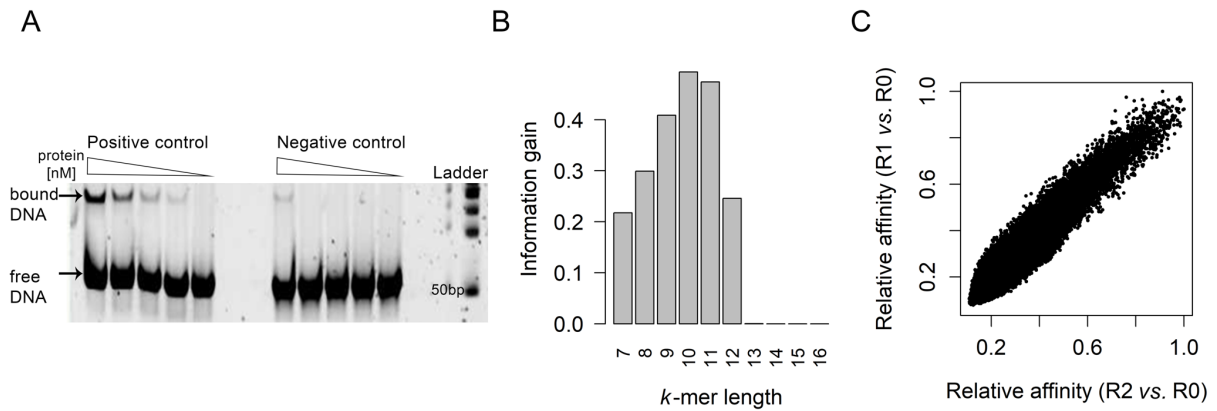 A
Positive control
Negative control
protein
[nM]
Ladder
bound
DNA
free
DNA
50bp
B
Information gain
0.4
0.3
0.2
0.1
0.0
7 8 9 10 11 12 13 14 15 16
k-mer length
C
Relative affinity (R1 vs. R0)
1.0
0.6
0.2
0.2 0.6 1.0
Relative affinity (R2 vs. R0)